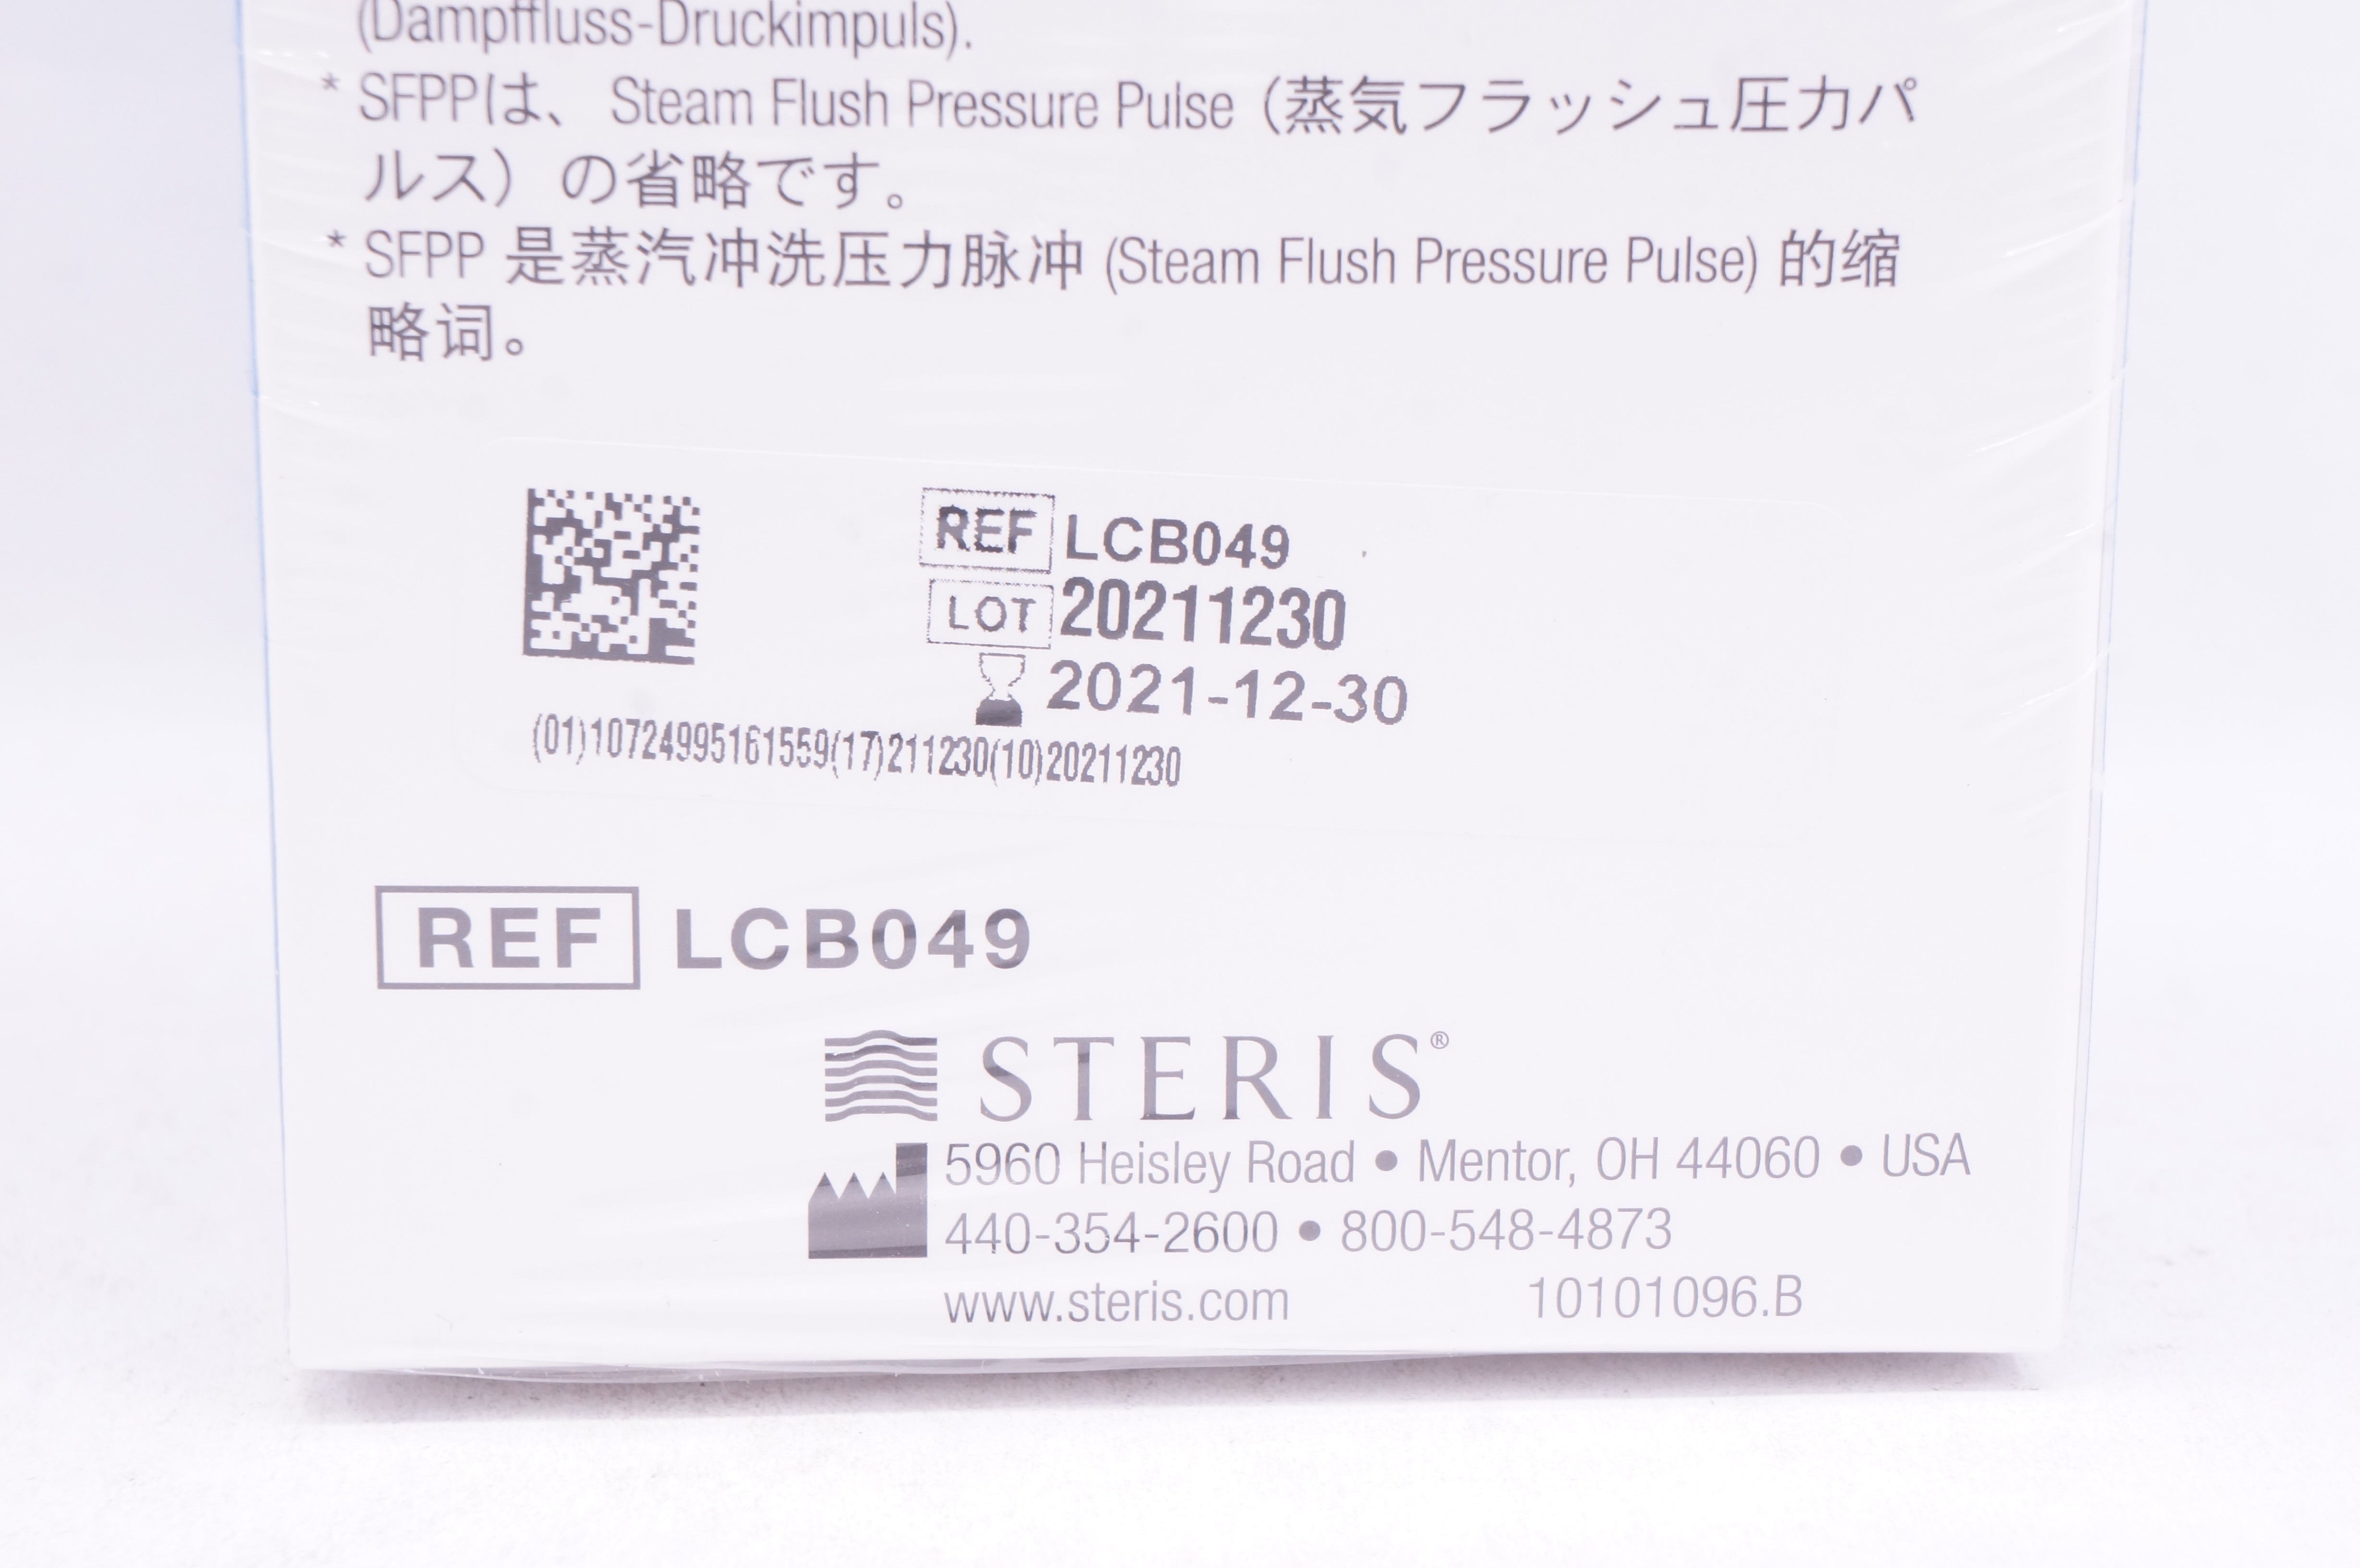 (Dampffluss-Druckimpuls).
* SFPPは、Steam Flush Pressure Pulse（蒸気フラッシュ圧力パ
ルス）の省略です。
* SFPP 是蒸汽冲洗压力脉冲 (Steam Flush Pressure Pulse) 的缩
略词。
REF LCB049
LOT 20211230
2021-12-30
(01)10724995161559(17)211230(10)20211230
REF LCB049
STERIS®
5960 Heisley Road • Mentor, OH 44060 • USA
440-354-2600 • 800-548-4873
www.steris.com 10101096.B